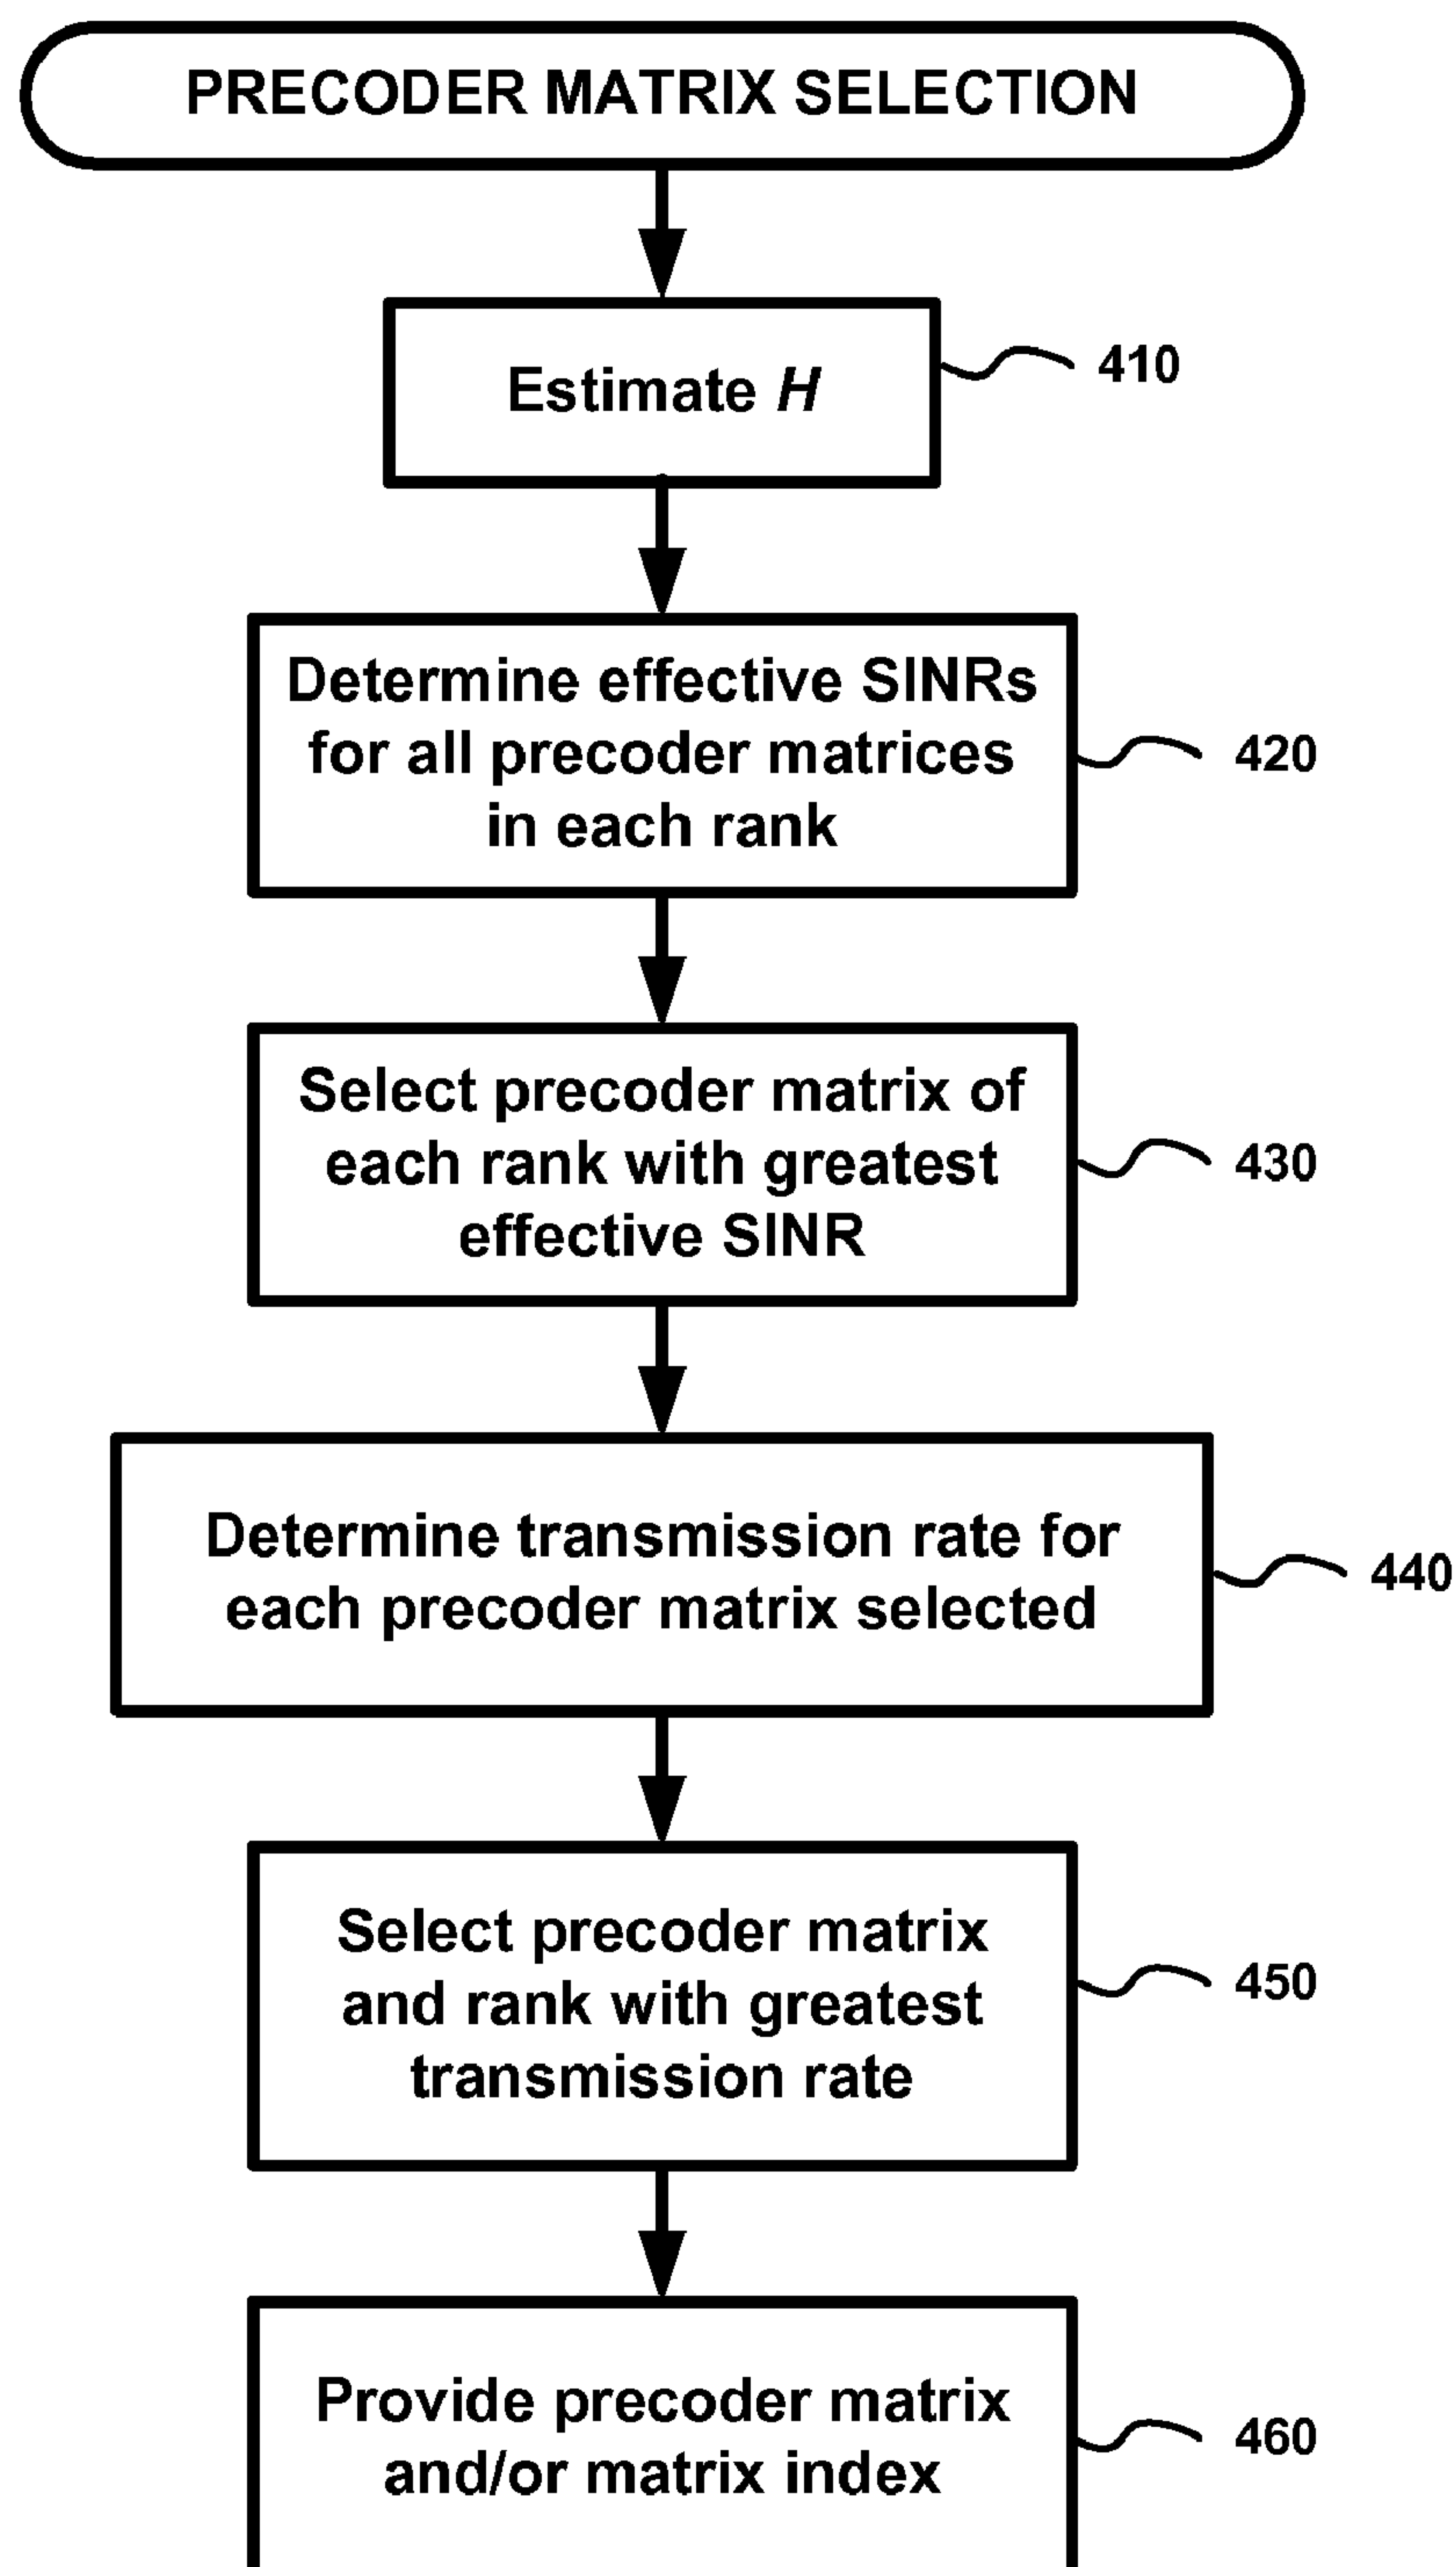 PRECODER MATRIX SELECTION
Estimate H
410
Determine effective SINRs
for all precoder matrices
in each rank
420
Select precoder matrix of
each rank with greatest
effective SINR
430
Determine transmission rate for
each precoder matrix selected
440
Select precoder matrix
and rank with greatest
transmission rate
450
Provide precoder matrix
and/or matrix index
460